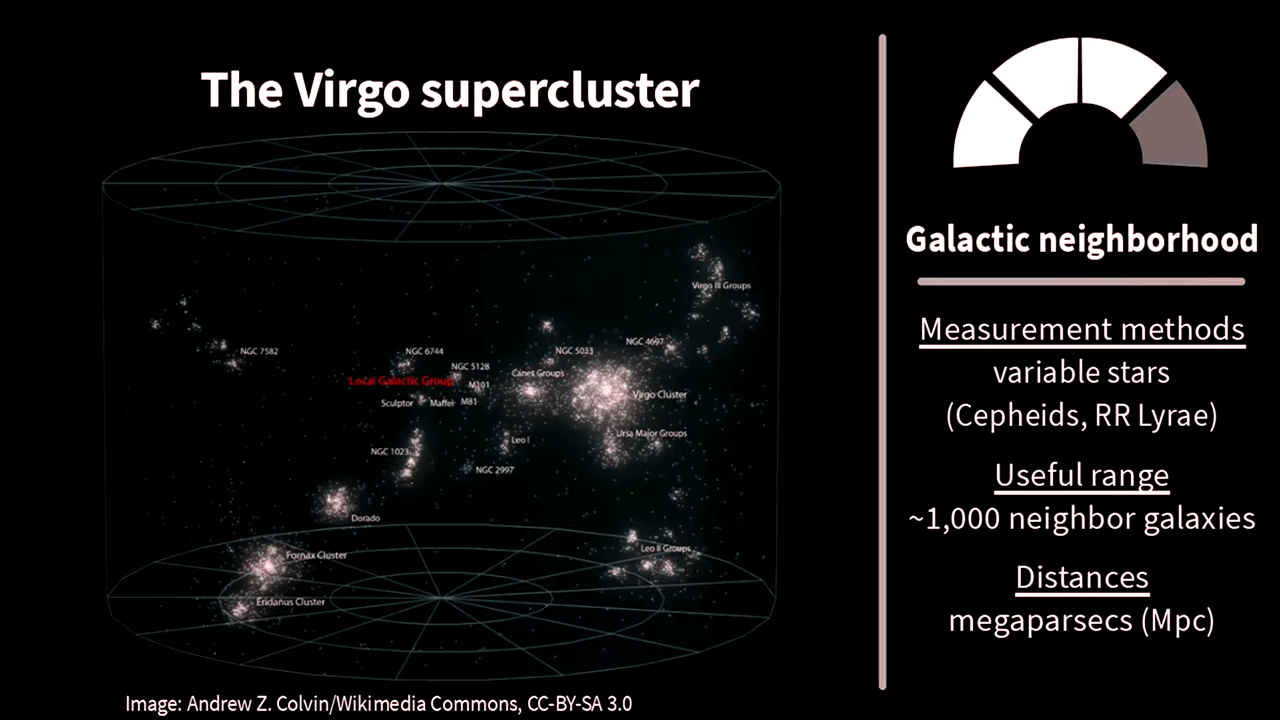 The Virgo supercluster
Virgo III Groups
NGC 7582
NGC 6744
NGC 5033
NGC 4697
NGC 5128
Canes Groups
Local Galactic Group
M101
Virgo Cluster
Sculptor
Maffei
M81
Ursa Major Groups
Leo I
NGC 1023
NGC 2997
Dorado
Leo II Groups
Fornax Cluster
Eridanus Cluster
Image: Andrew Z. Colvin/Wikimedia Commons, CC-BY-SA 3.0
Galactic neighborhood
Measurement methods
variable stars
(Cepheids, RR Lyrae)
Useful range
~1,000 neighbor galaxies
Distances
megaparsecs (Mpc)